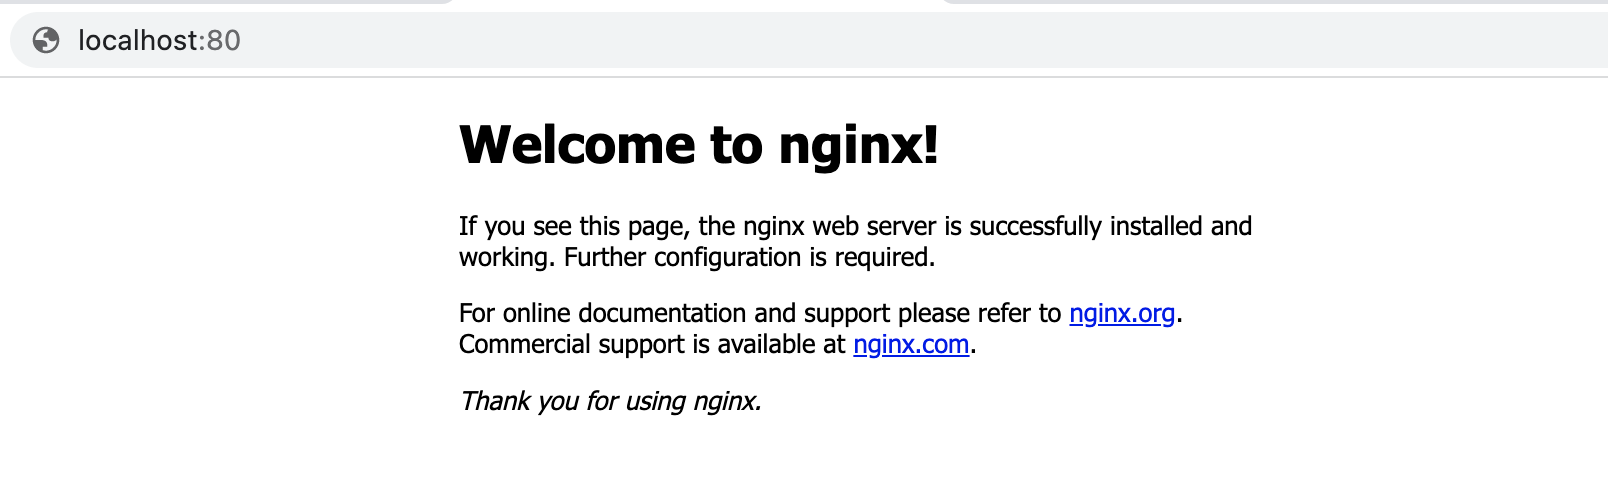 localhost:80
Welcome to nginx!
If you see this page, the nginx web server is successfully installed and
working. Further configuration is required.
For online documentation and support please refer to nginx.org.
Commercial support is available at nginx.com.
Thank you for using nginx.